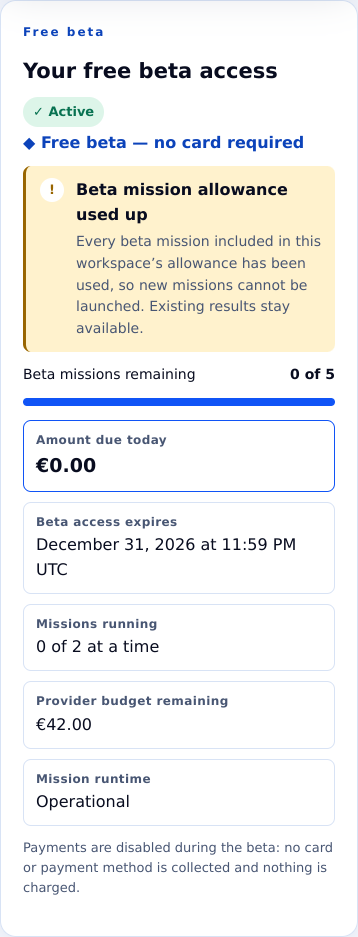 Free beta
Your free beta access
✓ Active
◆ Free beta — no card required
!
Beta mission allowance
used up
Every beta mission included in this
workspace’s allowance has been
used, so new missions cannot be
launched. Existing results stay
available.
Beta missions remaining 0 of 5
Amount due today
€0.00
Beta access expires
December 31, 2026 at 11:59 PM
UTC
Missions running
0 of 2 at a time
Provider budget remaining
€42.00
Mission runtime
Operational
Payments are disabled during the beta: no card
or payment method is collected and nothing is
charged.